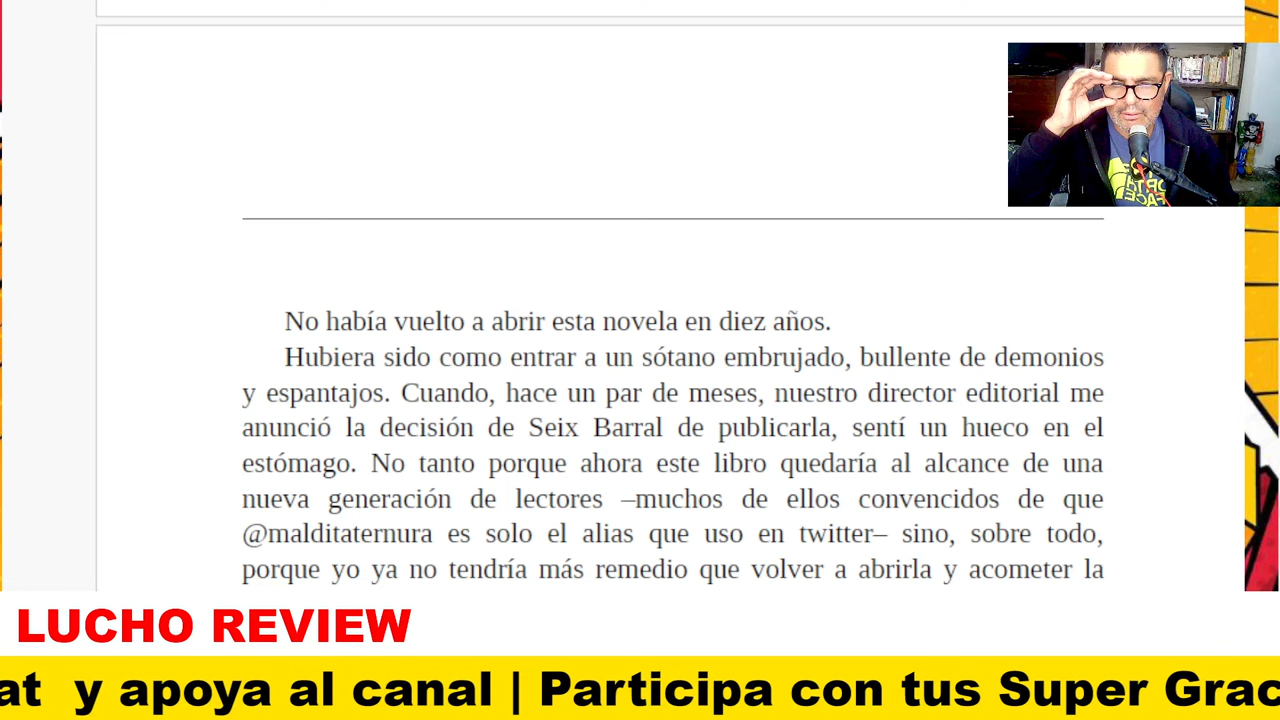 No había vuelto a abrir esta novela en diez años.
Hubiera sido como entrar a un sótano embrujado, bullente de demonios
y espantajos. Cuando, hace un par de meses, nuestro director editorial me
anunció la decisión de Seix Barral de publicarla, sentí un hueco en el
estómago. No tanto porque ahora este libro quedaría al alcance de una
nueva generación de lectores –muchos de ellos convencidos de que
@malditaternura es solo el alias que uso en twitter– sino, sobre todo,
porque yo ya no tendría más remedio que volver a abrirla y acometer la
LUCHO REVIEW
at y apoya al canal | Participa con tus Super Grac